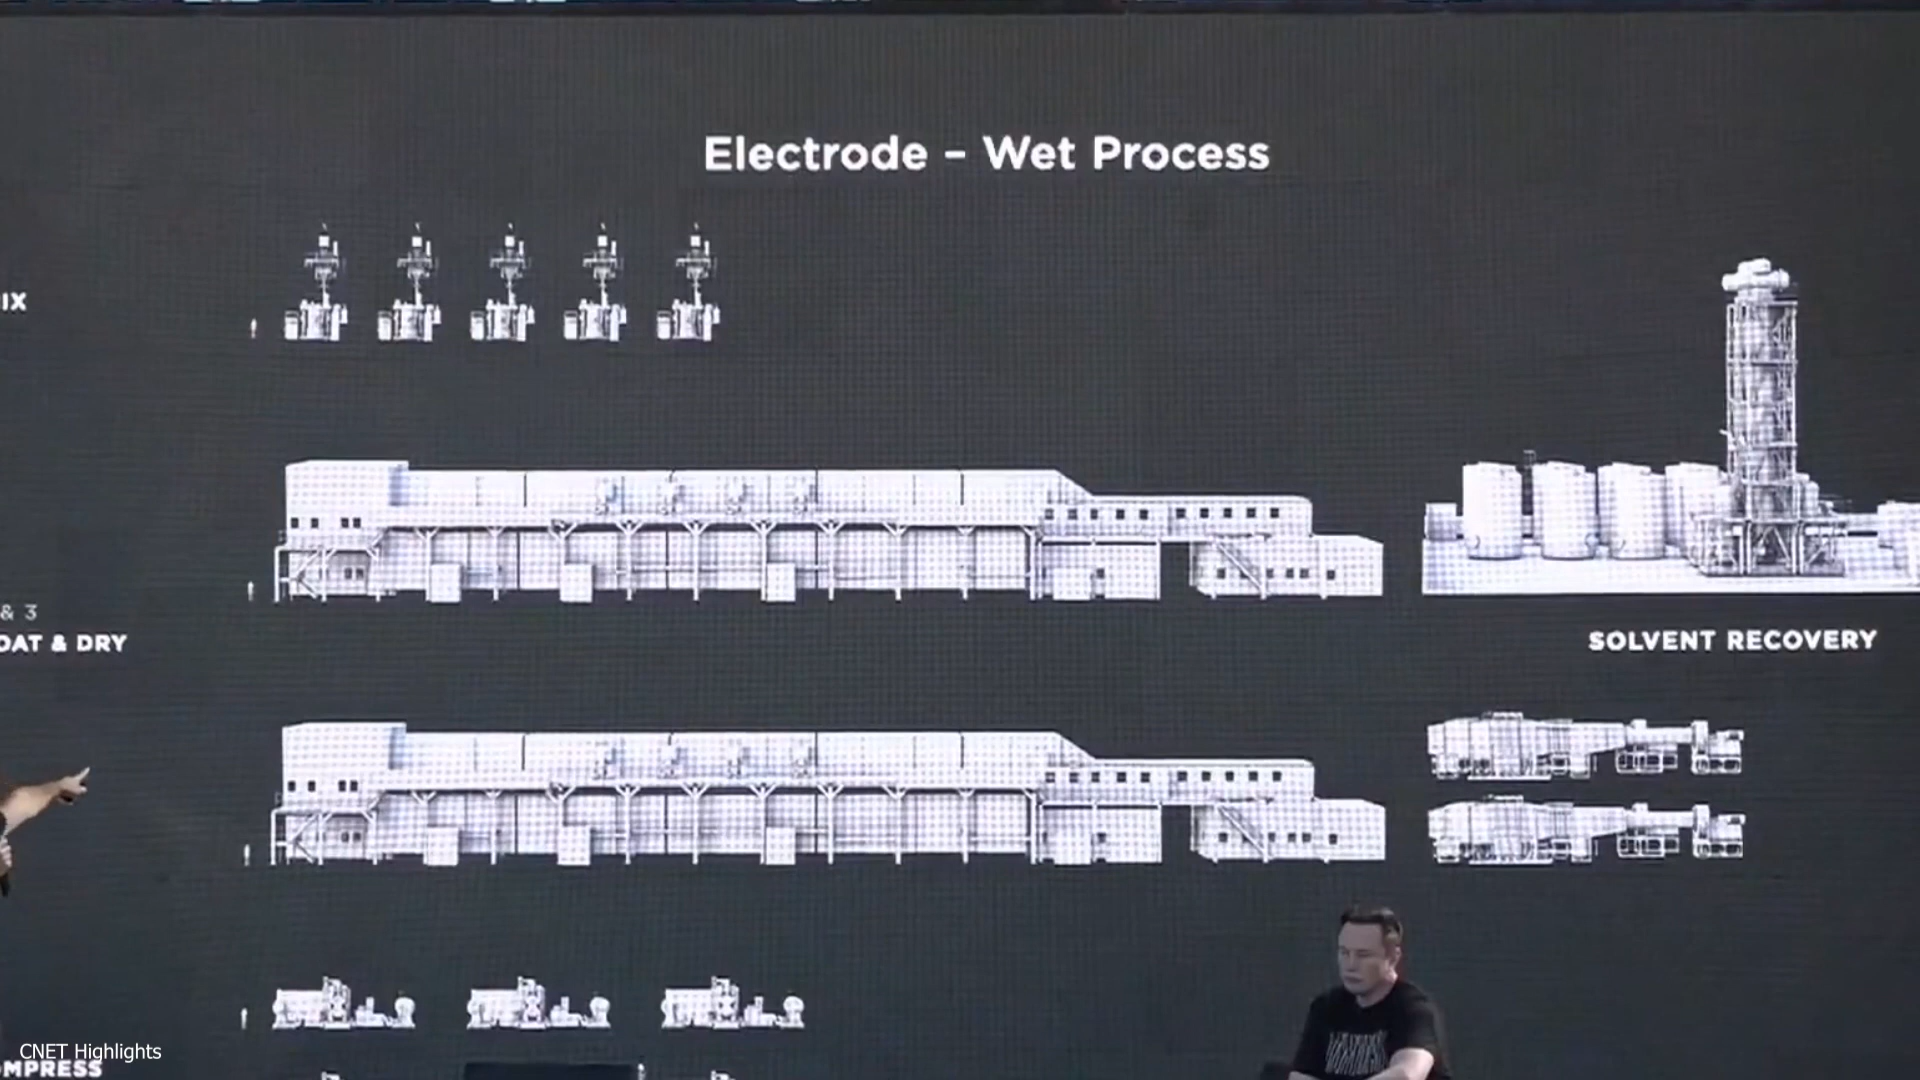 Electrode – Wet Process
IX
& 3
OAT & DRY
SOLVENT RECOVERY
CNET Highlights
MPRESS